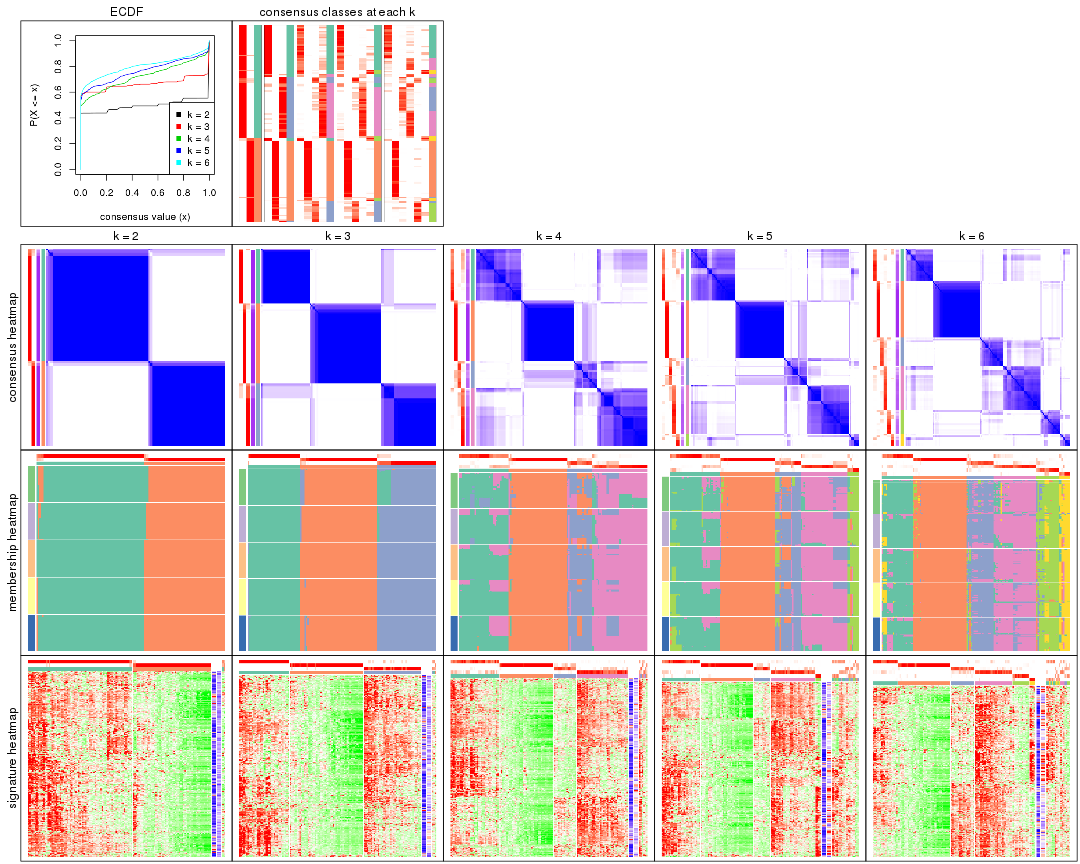 ECDF
consensus classes at each k
P(X <= x)
0.0 0.2 0.4 0.6 0.8 1.0
k = 2
k = 3
k = 4
k = 5
k = 6
0.0 0.2 0.4 0.6 0.8 1.0
consensus value (x)
k = 2 k = 3 k = 4 k = 5 k = 6
consensus heatmap
membership heatmap
signature heatmap